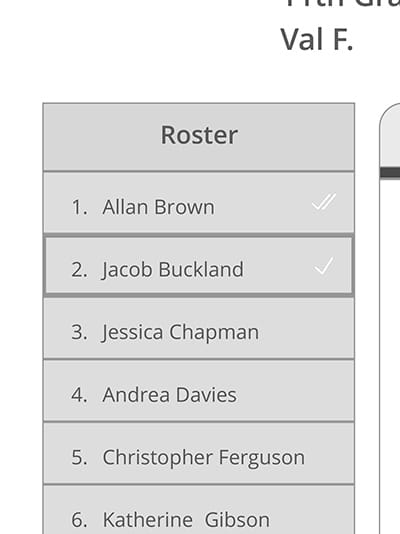 Val F.
Roster
1. Allan Brown
2. Jacob Buckland
3. Jessica Chapman
4. Andrea Davies
5. Christopher Ferguson
6. Katherine Gibson